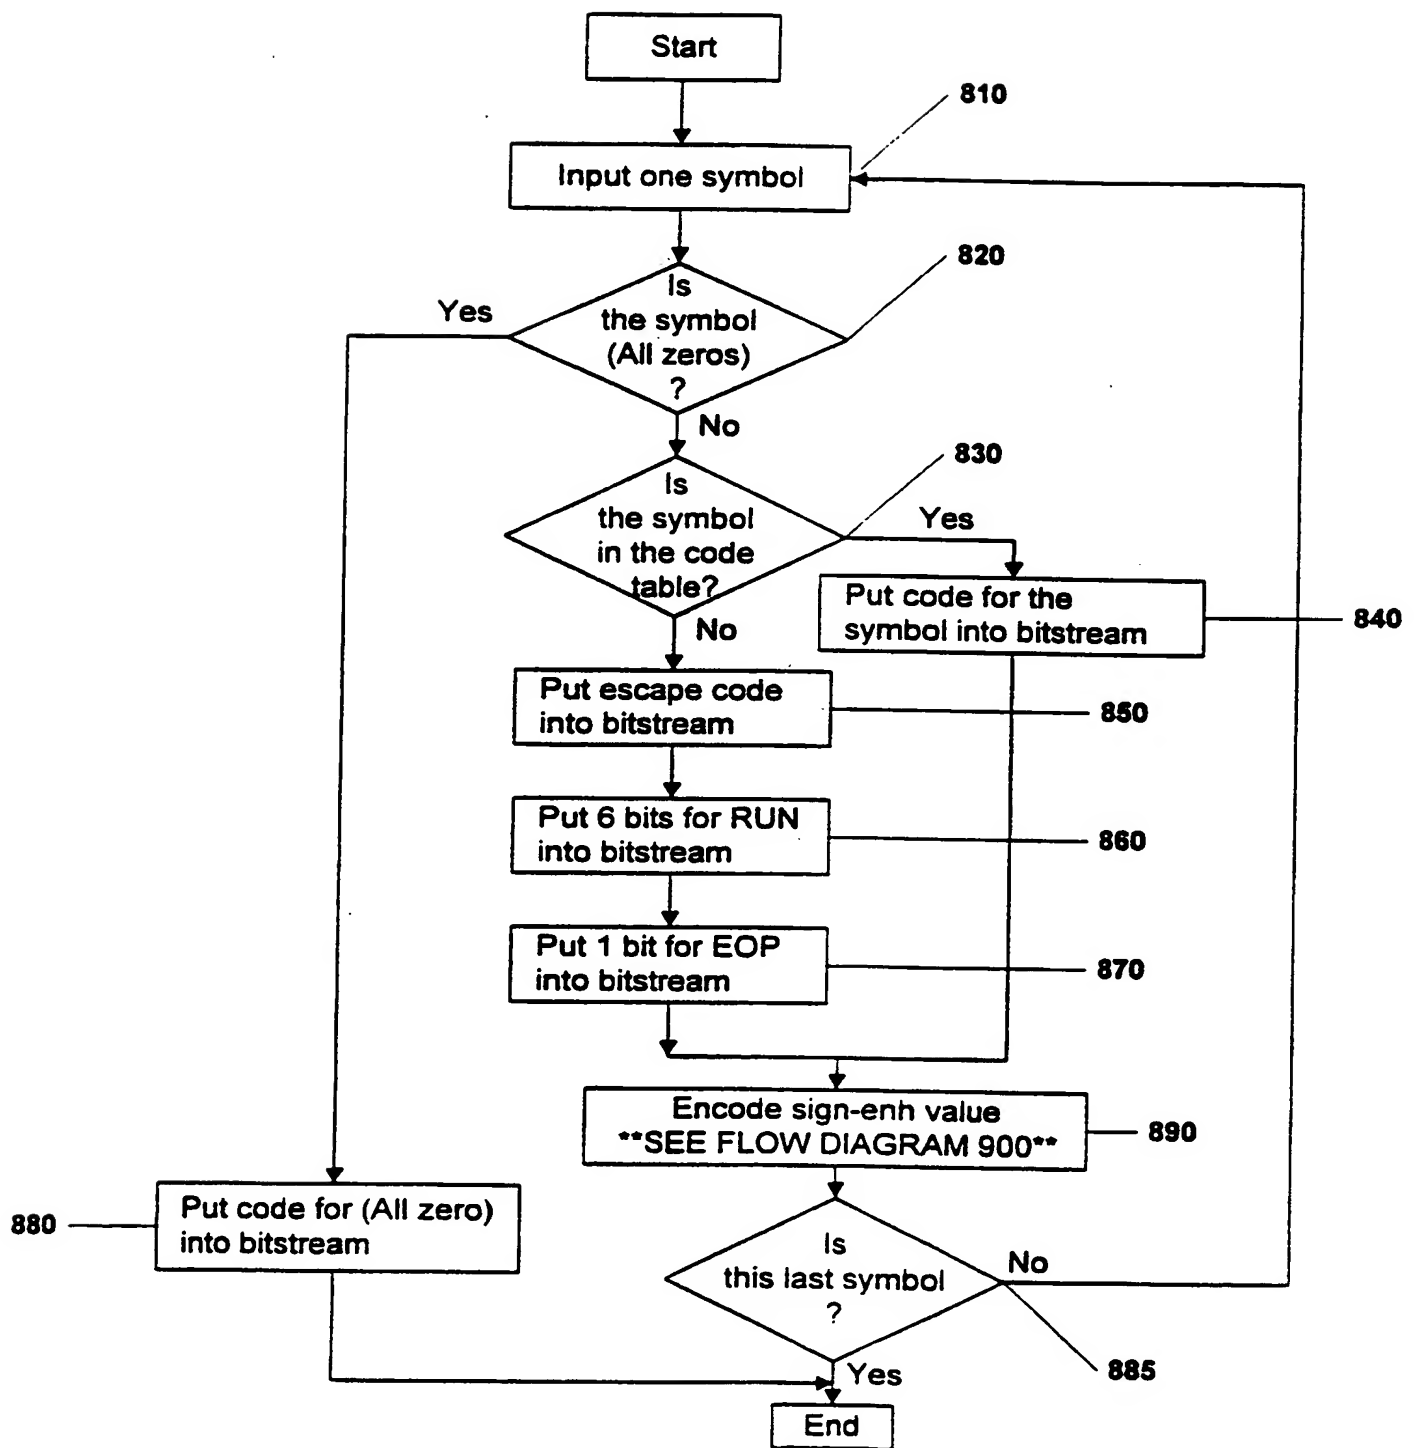 Start
810
Input one symbol
820
Yes
Is
the symbol
(All zeros)
?
No
830
Is
the symbol
in the code
table?
Yes
Put code for the
symbol into bitstream
840
No
Put escape code
into bitstream
850
Put 6 bits for RUN
into bitstream
860
Put 1 bit for EOP
into bitstream
870
Encode sign-enh value
**SEE FLOW DIAGRAM 900**
890
880
Put code for (All zero)
into bitstream
Is
this last symbol
?
No
885
Yes
End